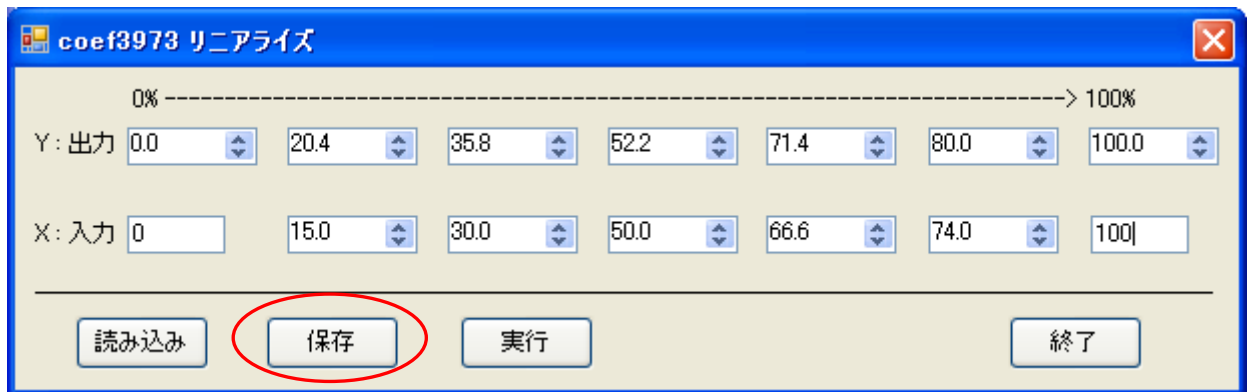 coef3973 リニアライズ
0% ---------------------------------------------------------------------------> 100%
Y : 出力 0.0 20.4 35.8 52.2 71.4 80.0 100.0
X : 入力 0 15.0 30.0 50.0 66.6 74.0 100
読み込み 保存 実行 終了